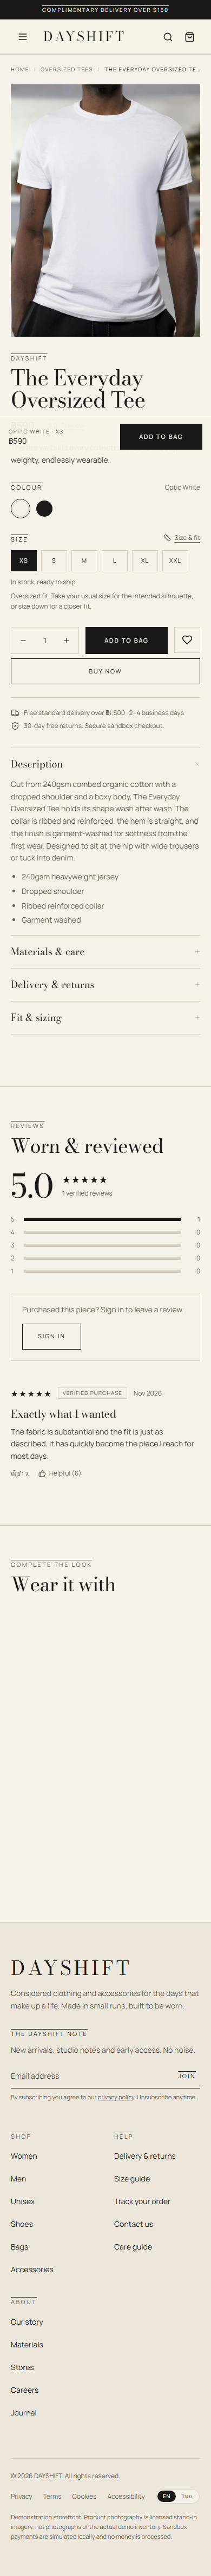 COMPLIMENTARY DELIVERY OVER $150
DAYSHIFT
HOME / OVERSIZED TEES / THE EVERYDAY OVERSIZED TE…
DAYSHIFT
The Everyday
Oversized Tee
OPTIC WHITE · XS
฿590
ADD TO BAG
weighty, endlessly wearable.
COLOUR
Optic White
SIZE
Size & fit
XS
S
M
L
XL
XXL
In stock, ready to ship
Oversized fit. Take your usual size for the intended silhouette,
or size down for a closer fit.
− 1 +
ADD TO BAG
BUY NOW
Free standard delivery over ฿1,500 · 2–4 business days
30-day free returns. Secure sandbox checkout.
Description
Cut from 240gsm combed organic cotton with a
dropped shoulder and a boxy body, The Everyday
Oversized Tee holds its shape wash after wash. The
collar is ribbed and reinforced, the hem is straight, and
the finish is garment-washed for softness from the
first wear. Designed to sit at the hip with wide trousers
or tuck into denim.
• 240gsm heavyweight jersey
• Dropped shoulder
• Ribbed reinforced collar
• Garment washed
Materials & care +
Delivery & returns +
Fit & sizing +
REVIEWS
Worn & reviewed
5.0
★★★★★
1 verified reviews
5 1
4 0
3 0
2 0
1 0
Purchased this piece? Sign in to leave a review.
SIGN IN
★★★★★ VERIFIED PURCHASE Nov 2026
Exactly what I wanted
The fabric is substantial and the fit is just as
described. It has quickly become the piece I reach for
most days.
Helpful (6)
COMPLETE THE LOOK
Wear it with
DAYSHIFT
Considered clothing and accessories for the days that
make up a life. Made in small runs, built to be worn.
THE DAYSHIFT NOTE
New arrivals, studio notes and early access. No noise.
Email address
JOIN
By subscribing you agree to our privacy policy. Unsubscribe anytime.
SHOP
Women
Men
Unisex
Shoes
Bags
Accessories
HELP
Delivery & returns
Size guide
Track your order
Contact us
Care guide
ABOUT
Our story
Materials
Stores
Careers
Journal
© 2026 DAYSHIFT. All rights reserved.
Privacy Terms Cookies Accessibility EN ไทย
Demonstration storefront. Product photography is licensed stand-in
imagery, not photographs of the actual demo inventory. Sandbox
payments are simulated locally and no money is processed.